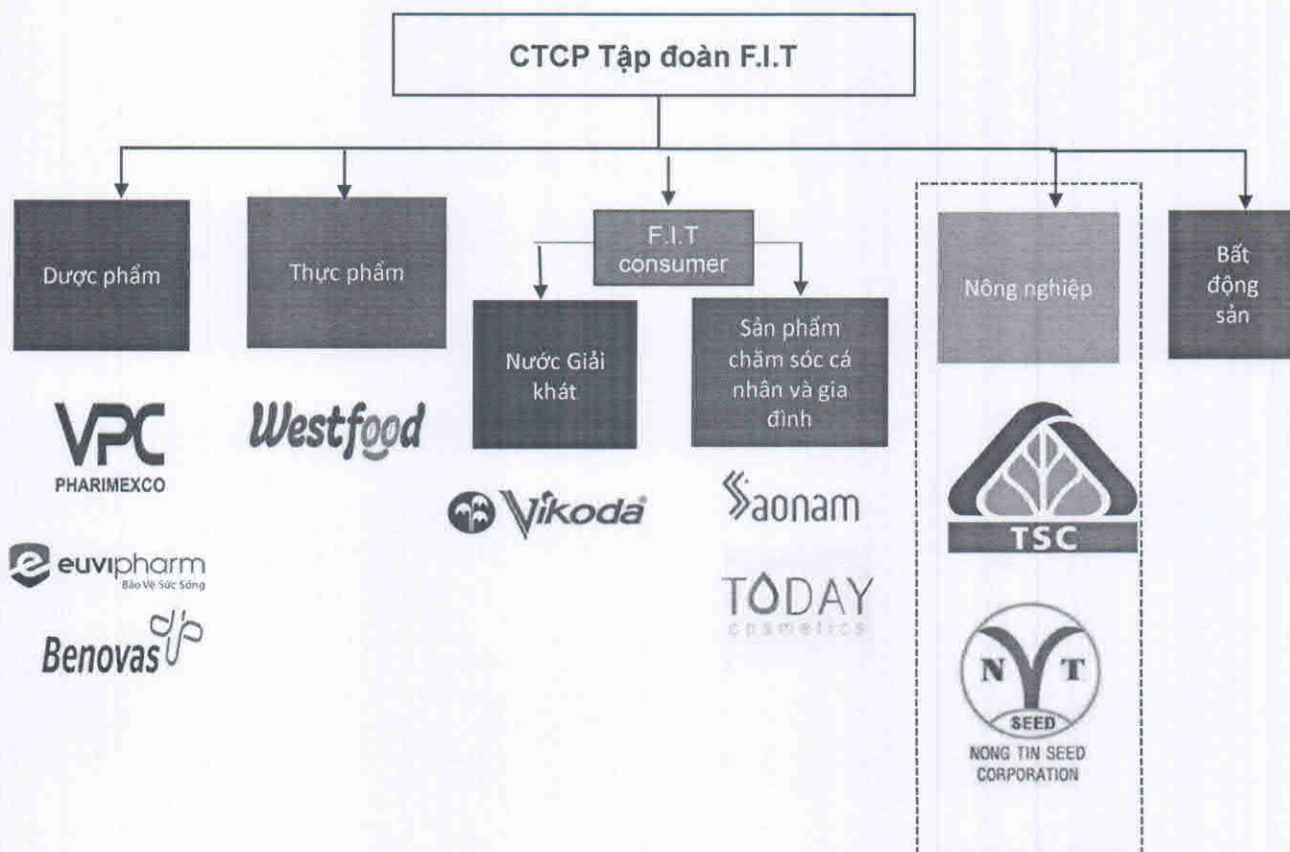 CTCP Tập đoàn F.I.T
Dược phẩm
VPC
PHARIMEXCO
euvipharm
Bảo Vệ Sức Sống
Benovas
Thực phẩm
Westfood
F.I.T
consumer
Nước Giải
khát
Vikoda
Sản phẩm
chăm sóc cá
nhân và gia
đình
Saonam
TODAY
cosmetics
Nông nghiệp
TSC
N T
SEED
NONG TIN SEED
CORPORATION
Bất
động
sản